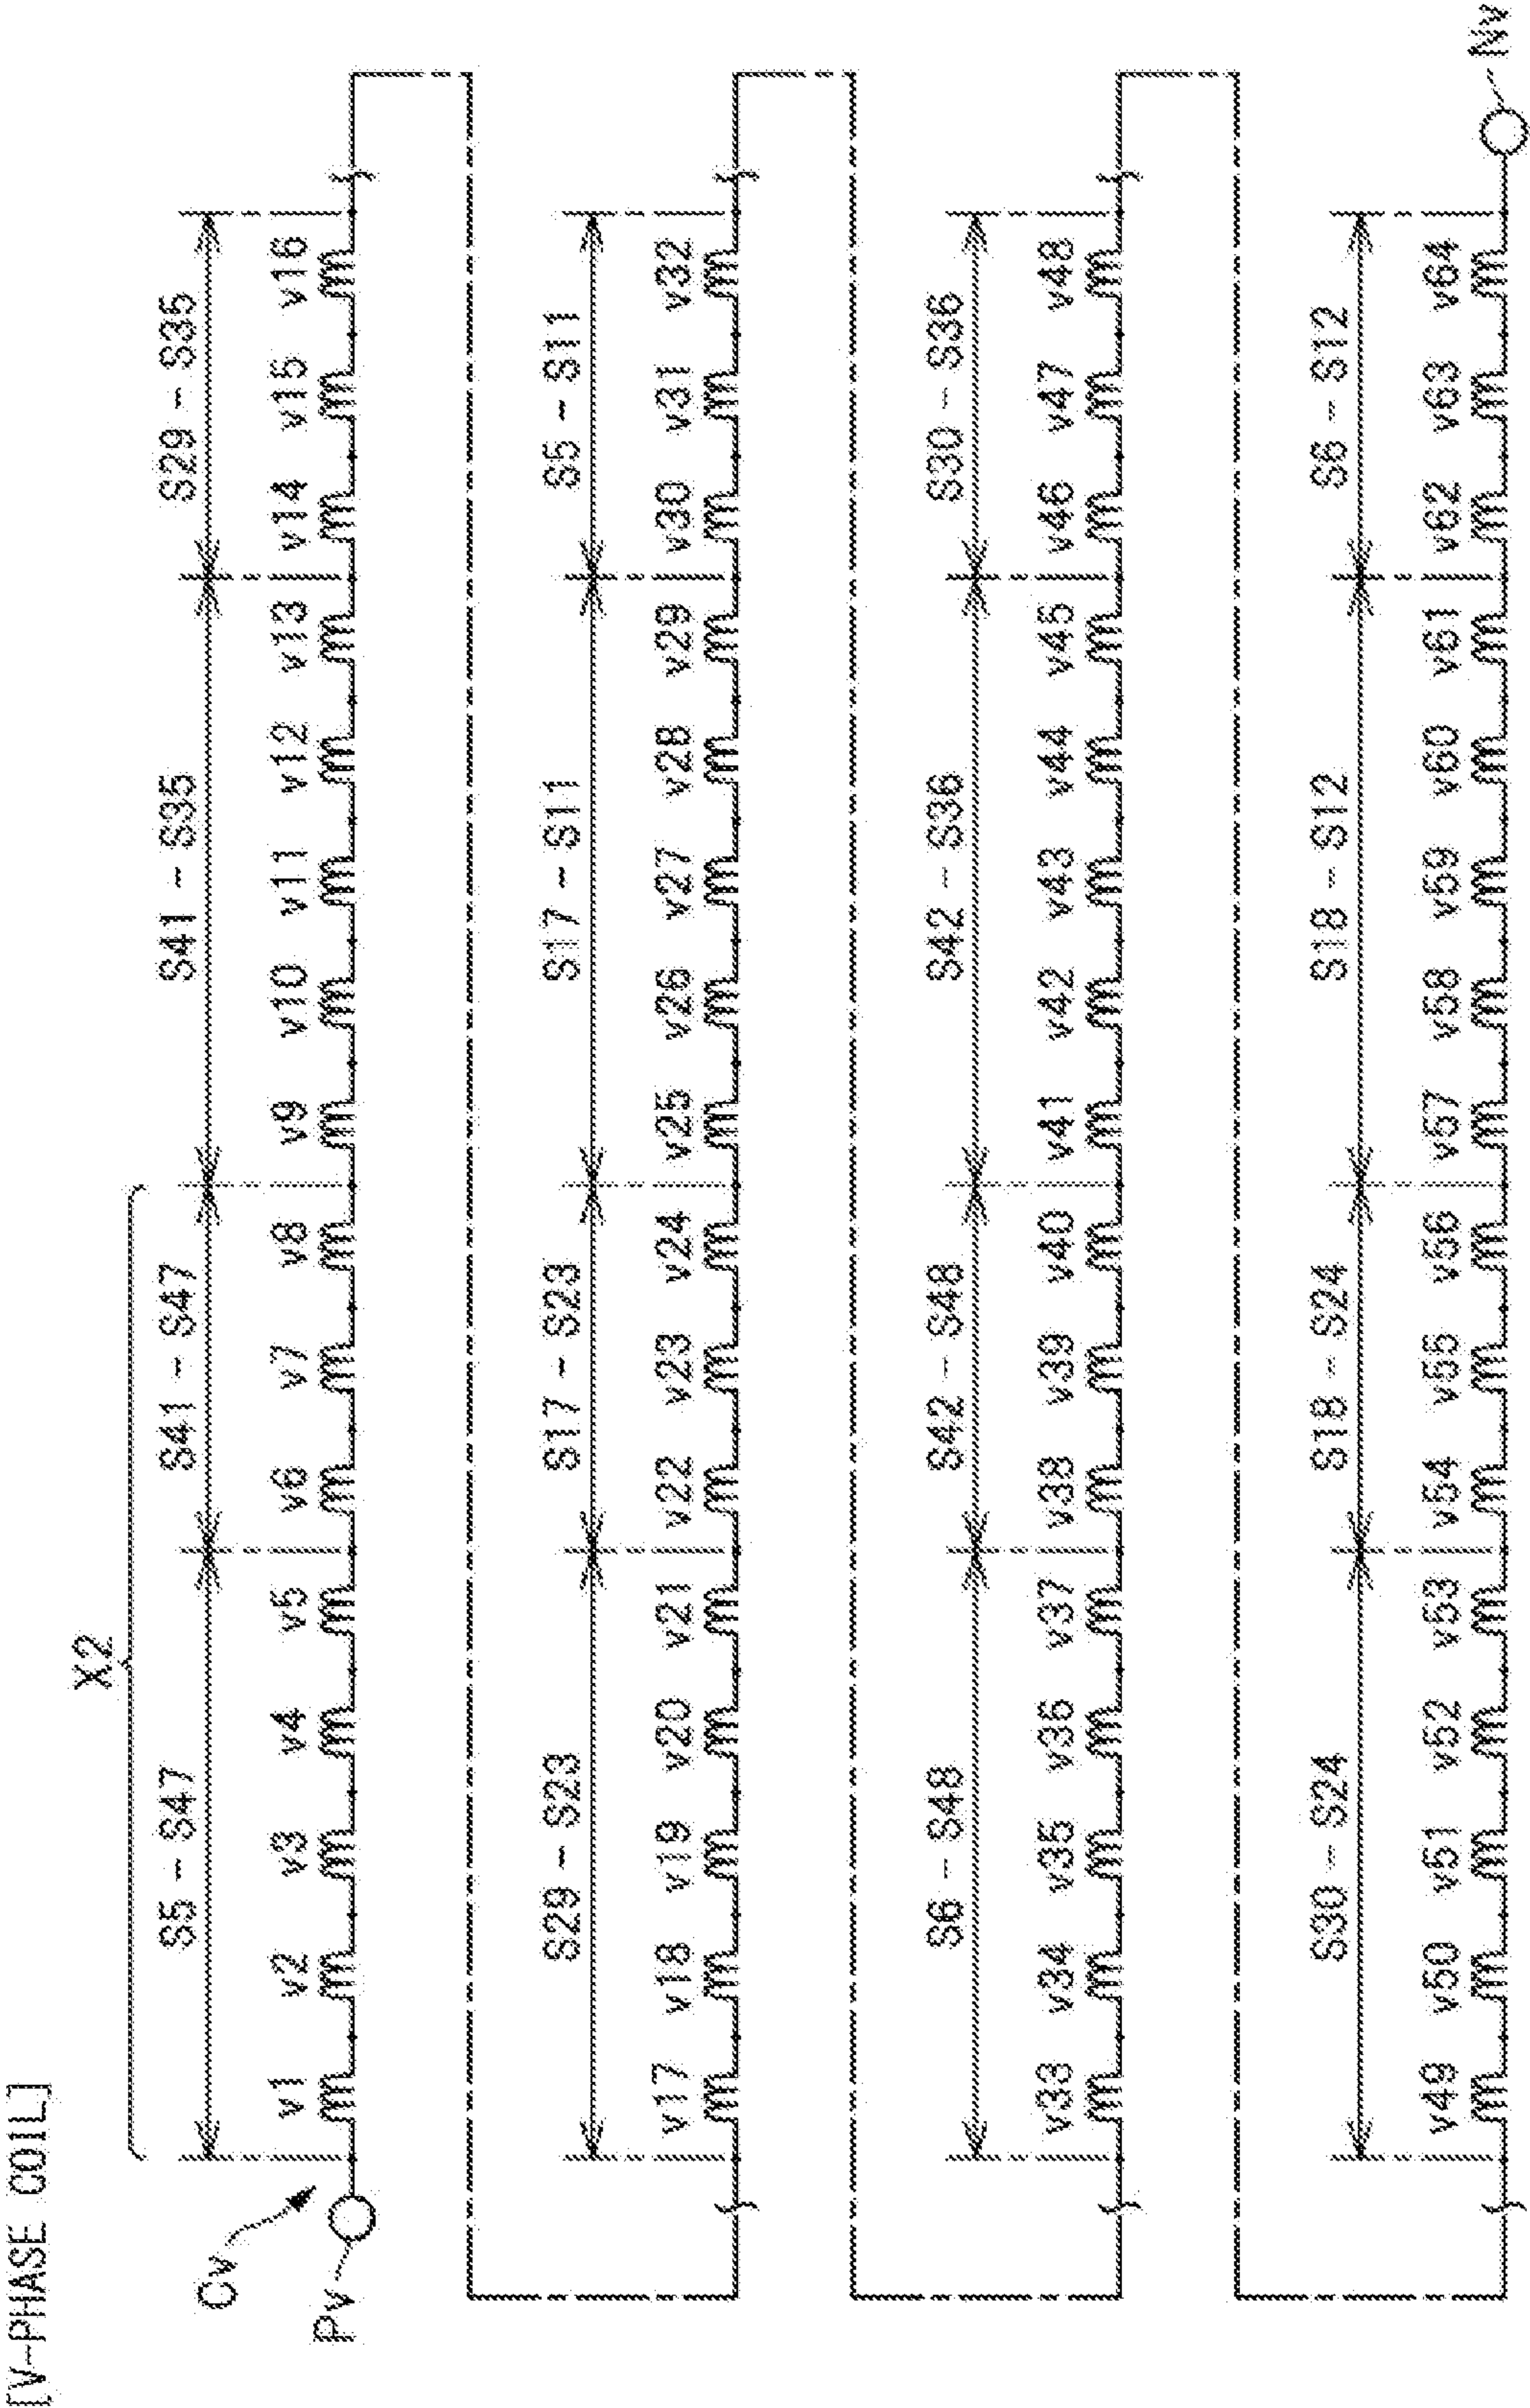 [V-PHASE COIL]
X2
Cv
S5 - S47
S41 - S47
S41 - S35
S29 - S35
Pv
v1 v2 v3 v4 v5 v6 v7 v8 v9 v10 v11 v12 v13 v14 v15 v16
S29 - S23
S17 - S23
S17 - S11
S5 - S11
v17 v18 v19 v20 v21 v22 v23 v24 v25 v26 v27 v28 v29 v30 v31 v32
S6 - S48
S42 - S48
S42 - S36
S30 - S36
v33 v34 v35 v36 v37 v38 v39 v40 v41 v42 v43 v44 v45 v46 v47 v48
S30 - S24
S18 - S24
S18 - S12
S6 - S12
v49 v50 v51 v52 v53 v54 v55 v56 v57 v58 v59 v60 v61 v62 v63 v64
Nv